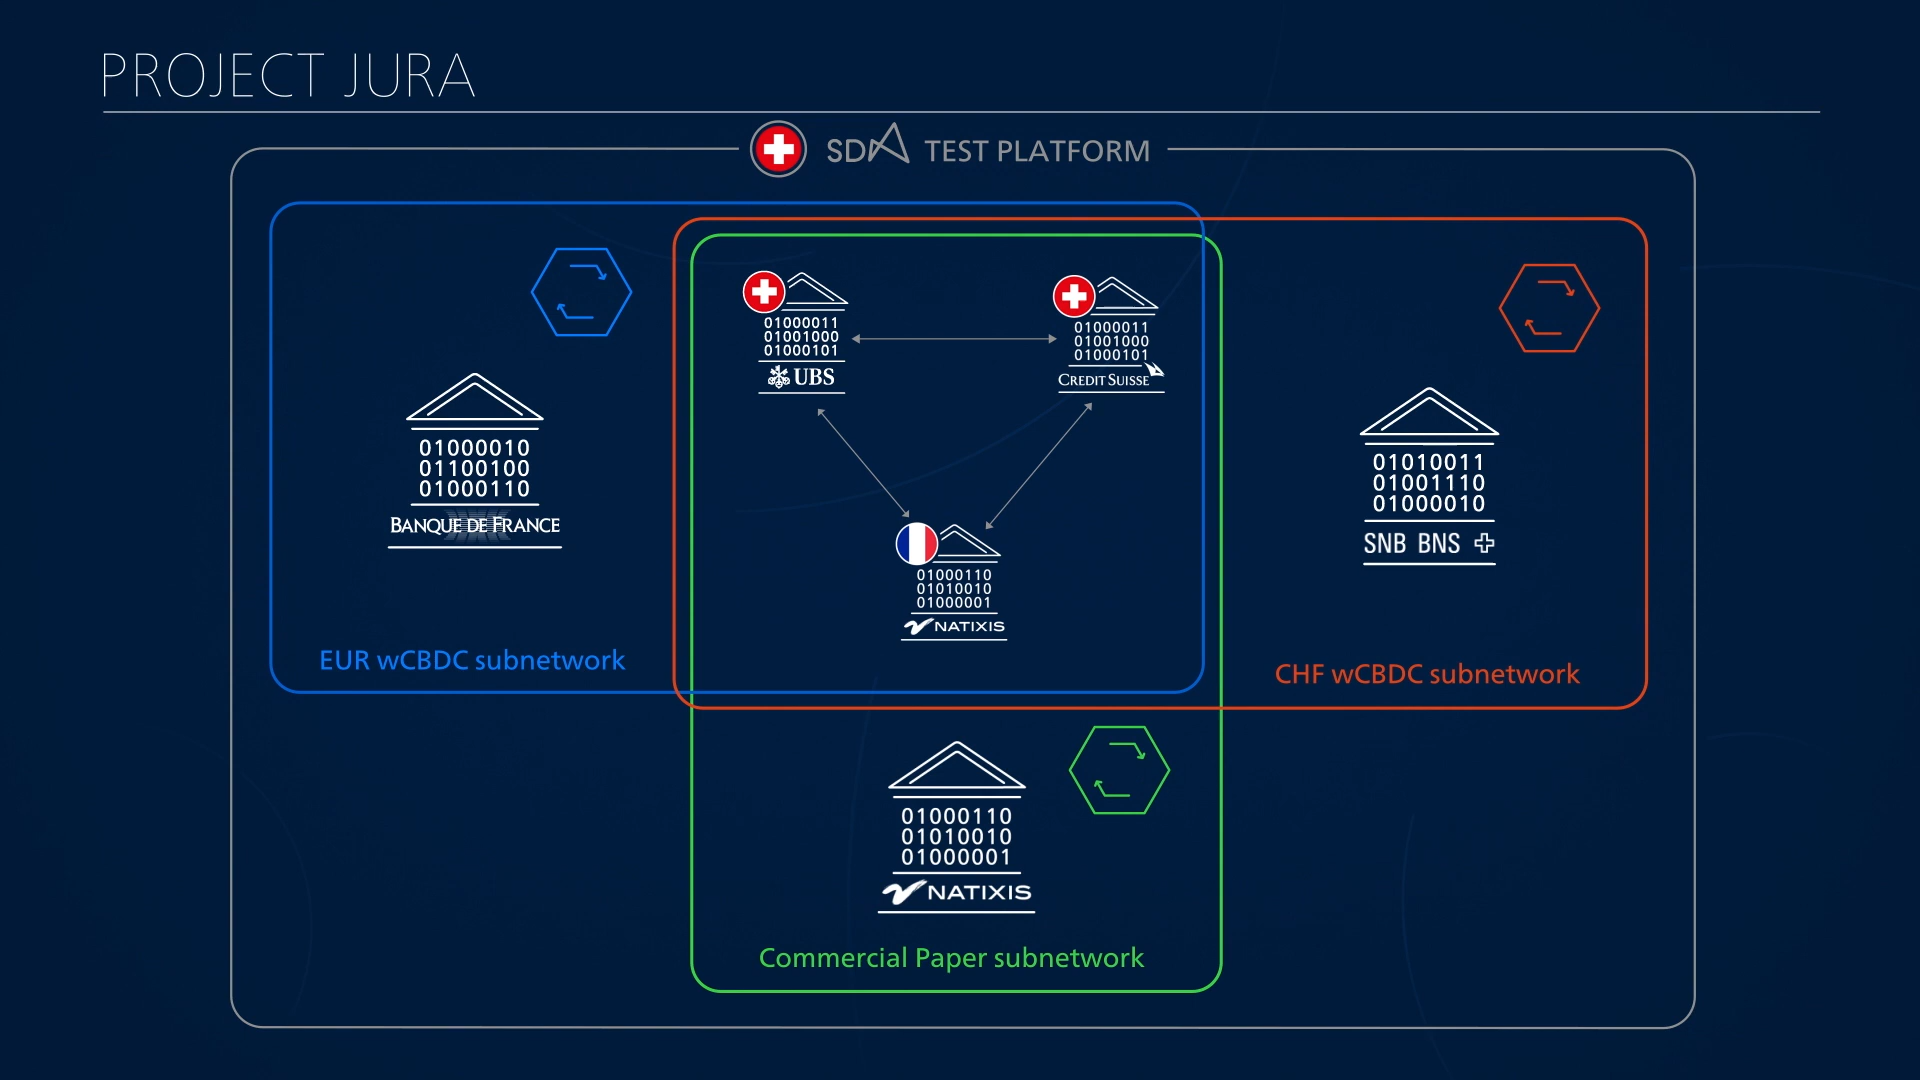 PROJECT JURA
SDA TEST PLATFORM
01000011
01001000
01000101
UBS
01000011
01001000
01000101
CREDIT SUISSE
01000010
01100100
01000110
BANQUE DE FRANCE
01010011
01001110
01000010
SNB BNS
01000110
01010010
01000001
NATIXIS
EUR wCBDC subnetwork
CHF wCBDC subnetwork
01000110
01010010
01000001
NATIXIS
Commercial Paper subnetwork